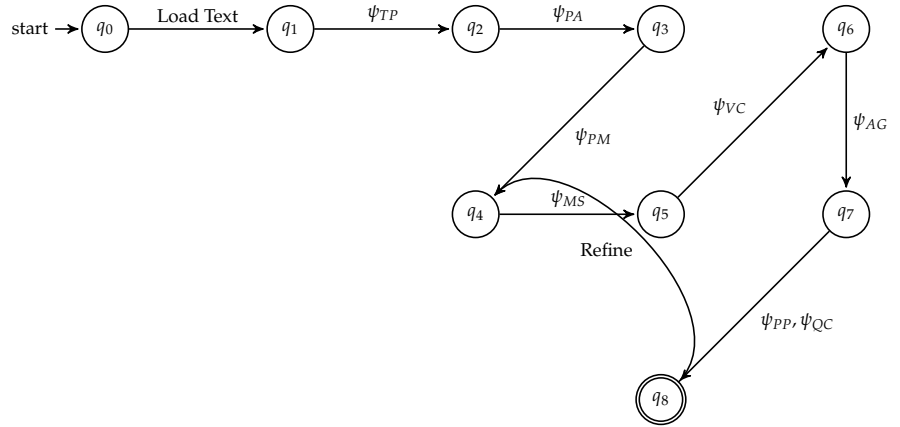 start q0 Load Text q1 ψTP q2 ψPA q3 q6
ψVC ψAG
ψPM
q4 ψMS q5 q7
Refine
ψPP, ψQC
q8